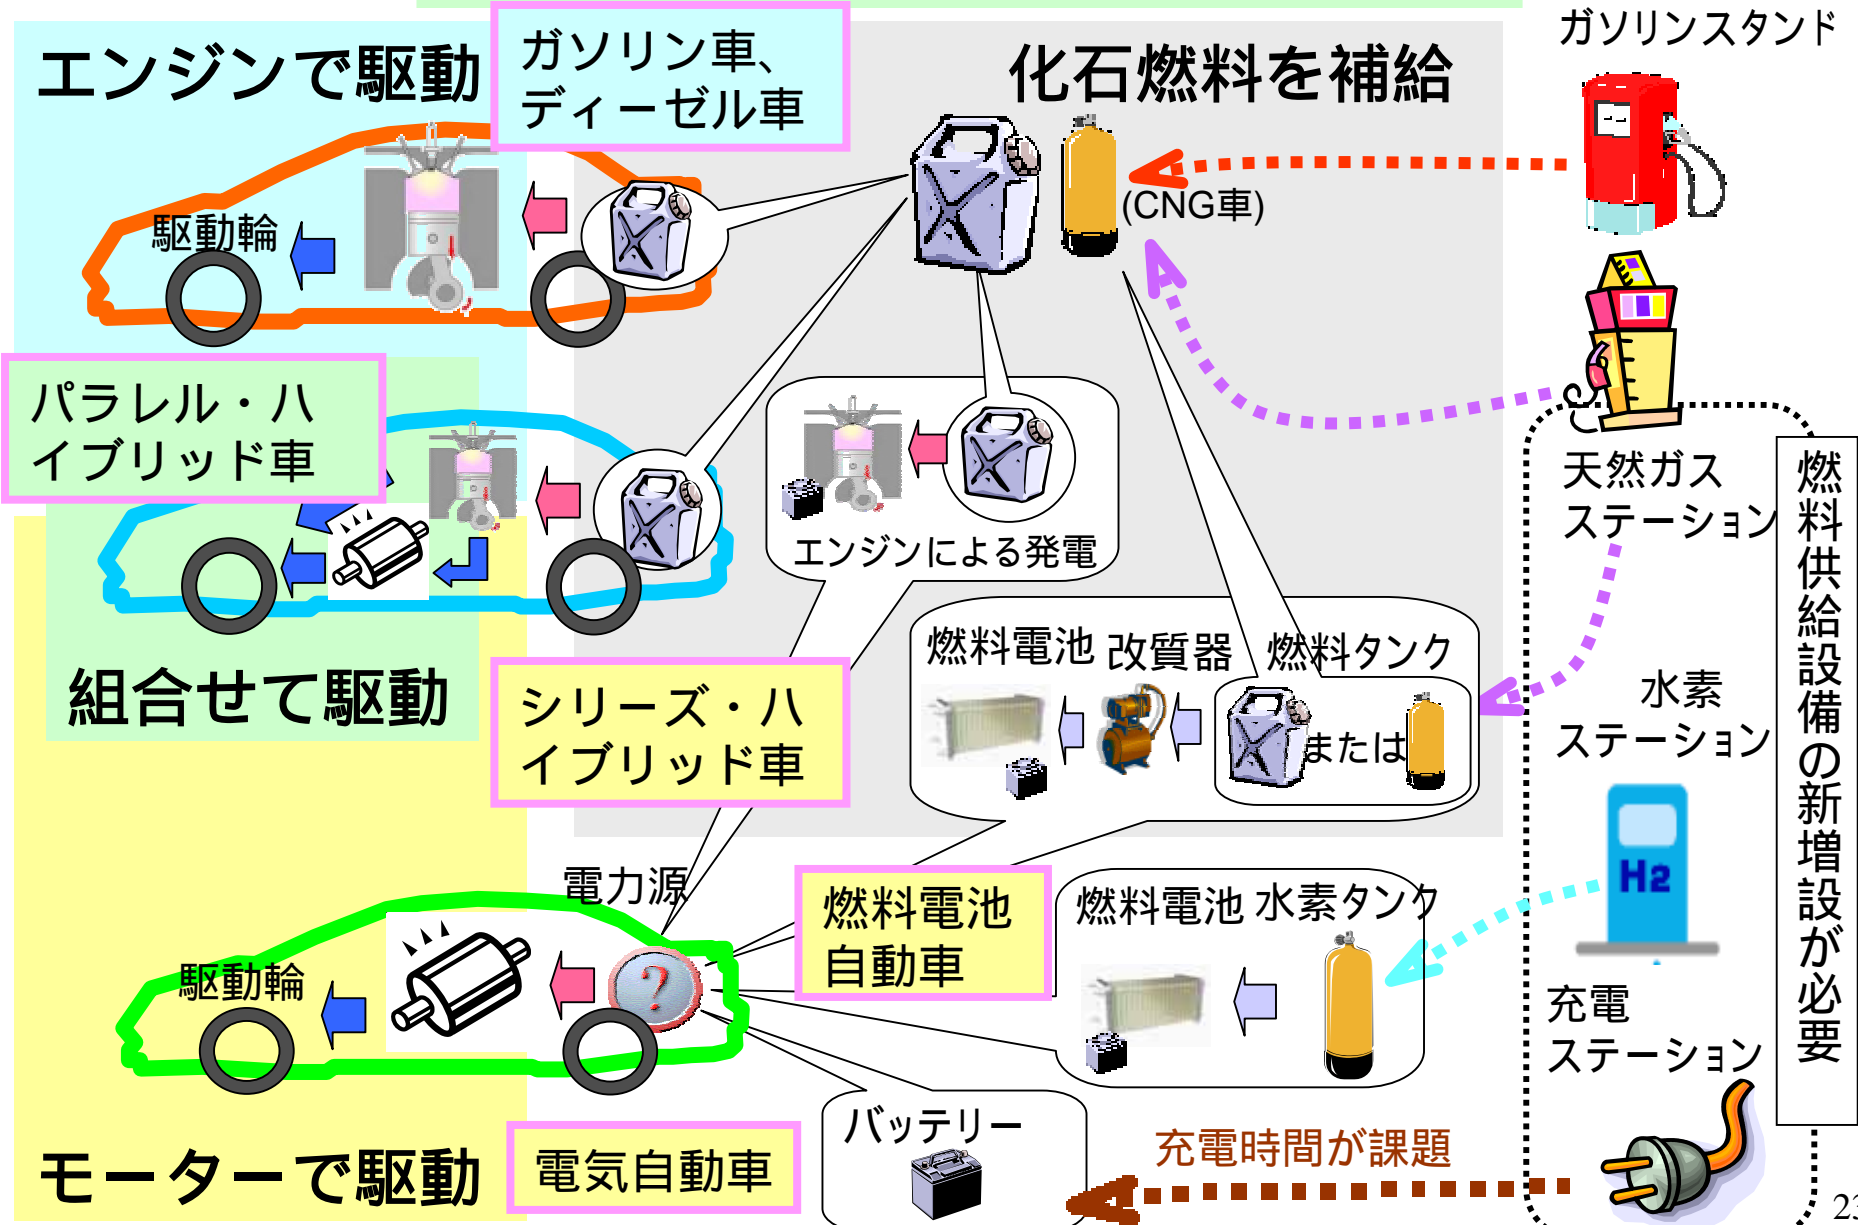 エンジンで駆動
ガソリン車、
ディーゼル車
化石燃料を補給
ガソリンスタンド
(CNG車)
駆動輪
パラレル・ハ
イブリッド車
エンジンによる発電
天然ガス
ステーション
燃料供給設備の新増設が必要
組合せて駆動
シリーズ・ハ
イブリッド車
燃料電池
改質器
燃料タンク
または
水素
ステーション
H2
電力源
燃料電池
自動車
燃料電池
水素タンク
駆動輪
充電
ステーション
モーターで駆動
電気自動車
バッテリー
充電時間が課題
?
23